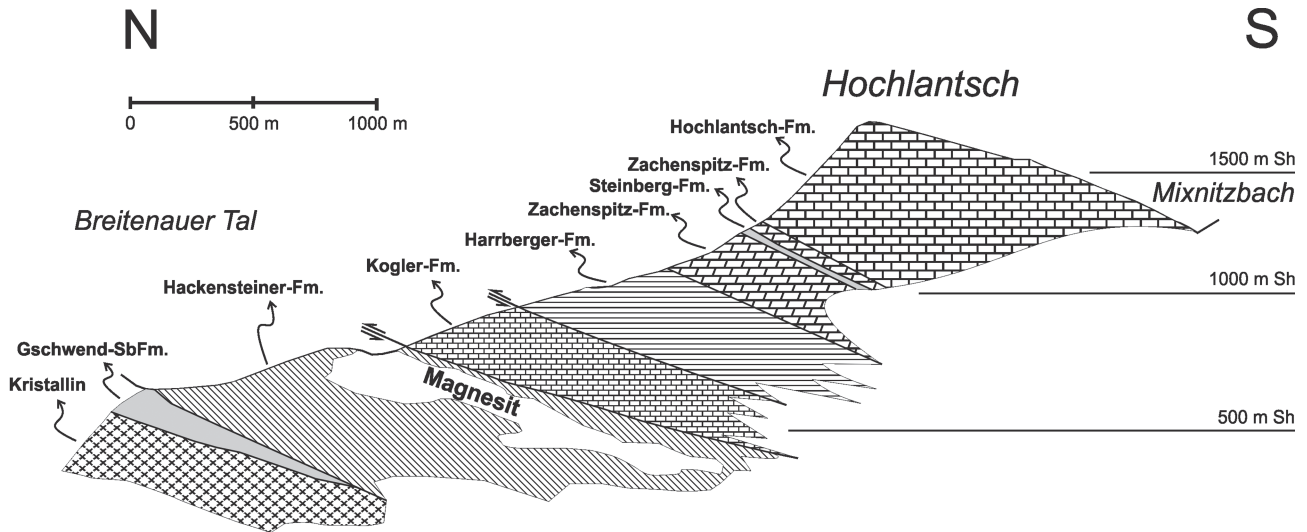 N
S
Hochlantsch
0
500 m
1000 m
Hochlantsch-Fm.
1500 m Sh
Zachenspitz-Fm.
Steinberg-Fm.
Mixnitzbach
Zachenspitz-Fm.
Breitenauer Tal
Harrberger-Fm.
Kogler-Fm.
1000 m Sh
Hackensteiner-Fm.
Gschwend-SbFm.
Kristallin
Magnesit
500 m Sh